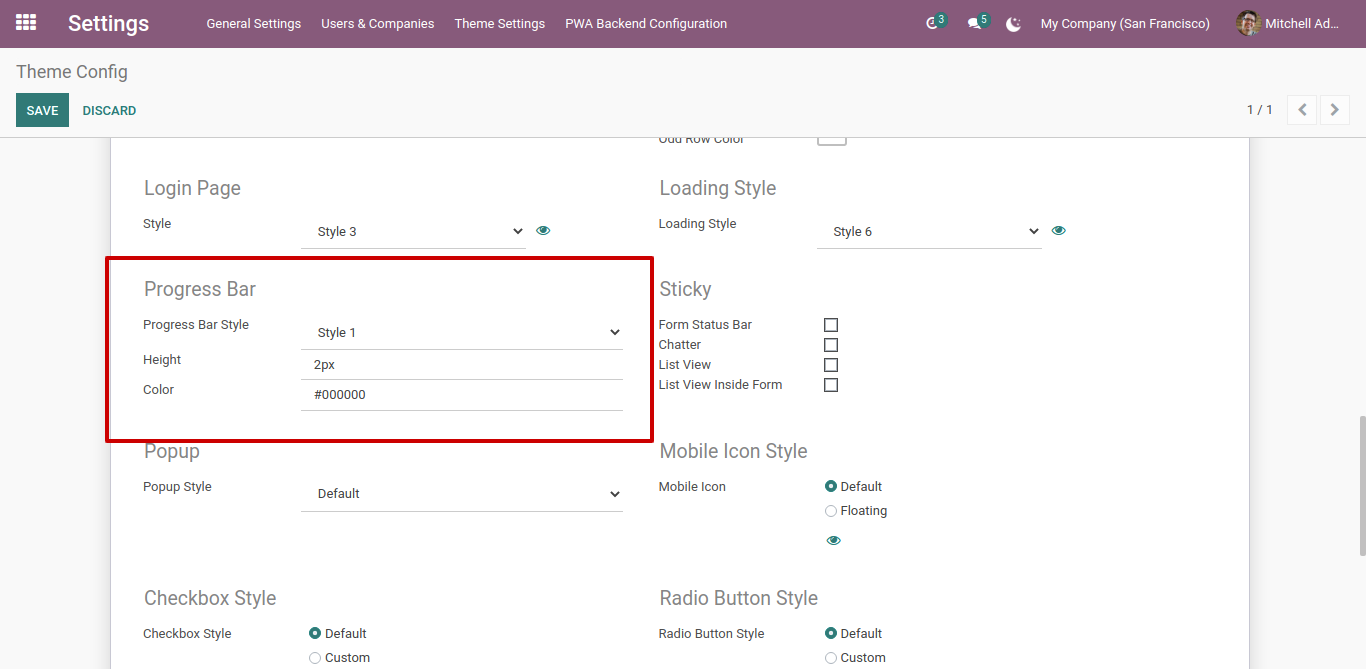 Settings
General Settings
Users & Companies
Theme Settings
PWA Backend Configuration
3
5
My Company (San Francisco)
Mitchell Ad...
Theme Config
SAVE
DISCARD
1 / 1
Odd Row Color
Login Page
Style
Style 3
Loading Style
Loading Style
Style 6
Progress Bar
Progress Bar Style
Style 1
Height
2px
Color
#000000
Sticky
Form Status Bar
Chatter
List View
List View Inside Form
Popup
Popup Style
Default
Mobile Icon Style
Mobile Icon
Default
Floating
Checkbox Style
Checkbox Style
Default
Custom
Radio Button Style
Radio Button Style
Default
Custom